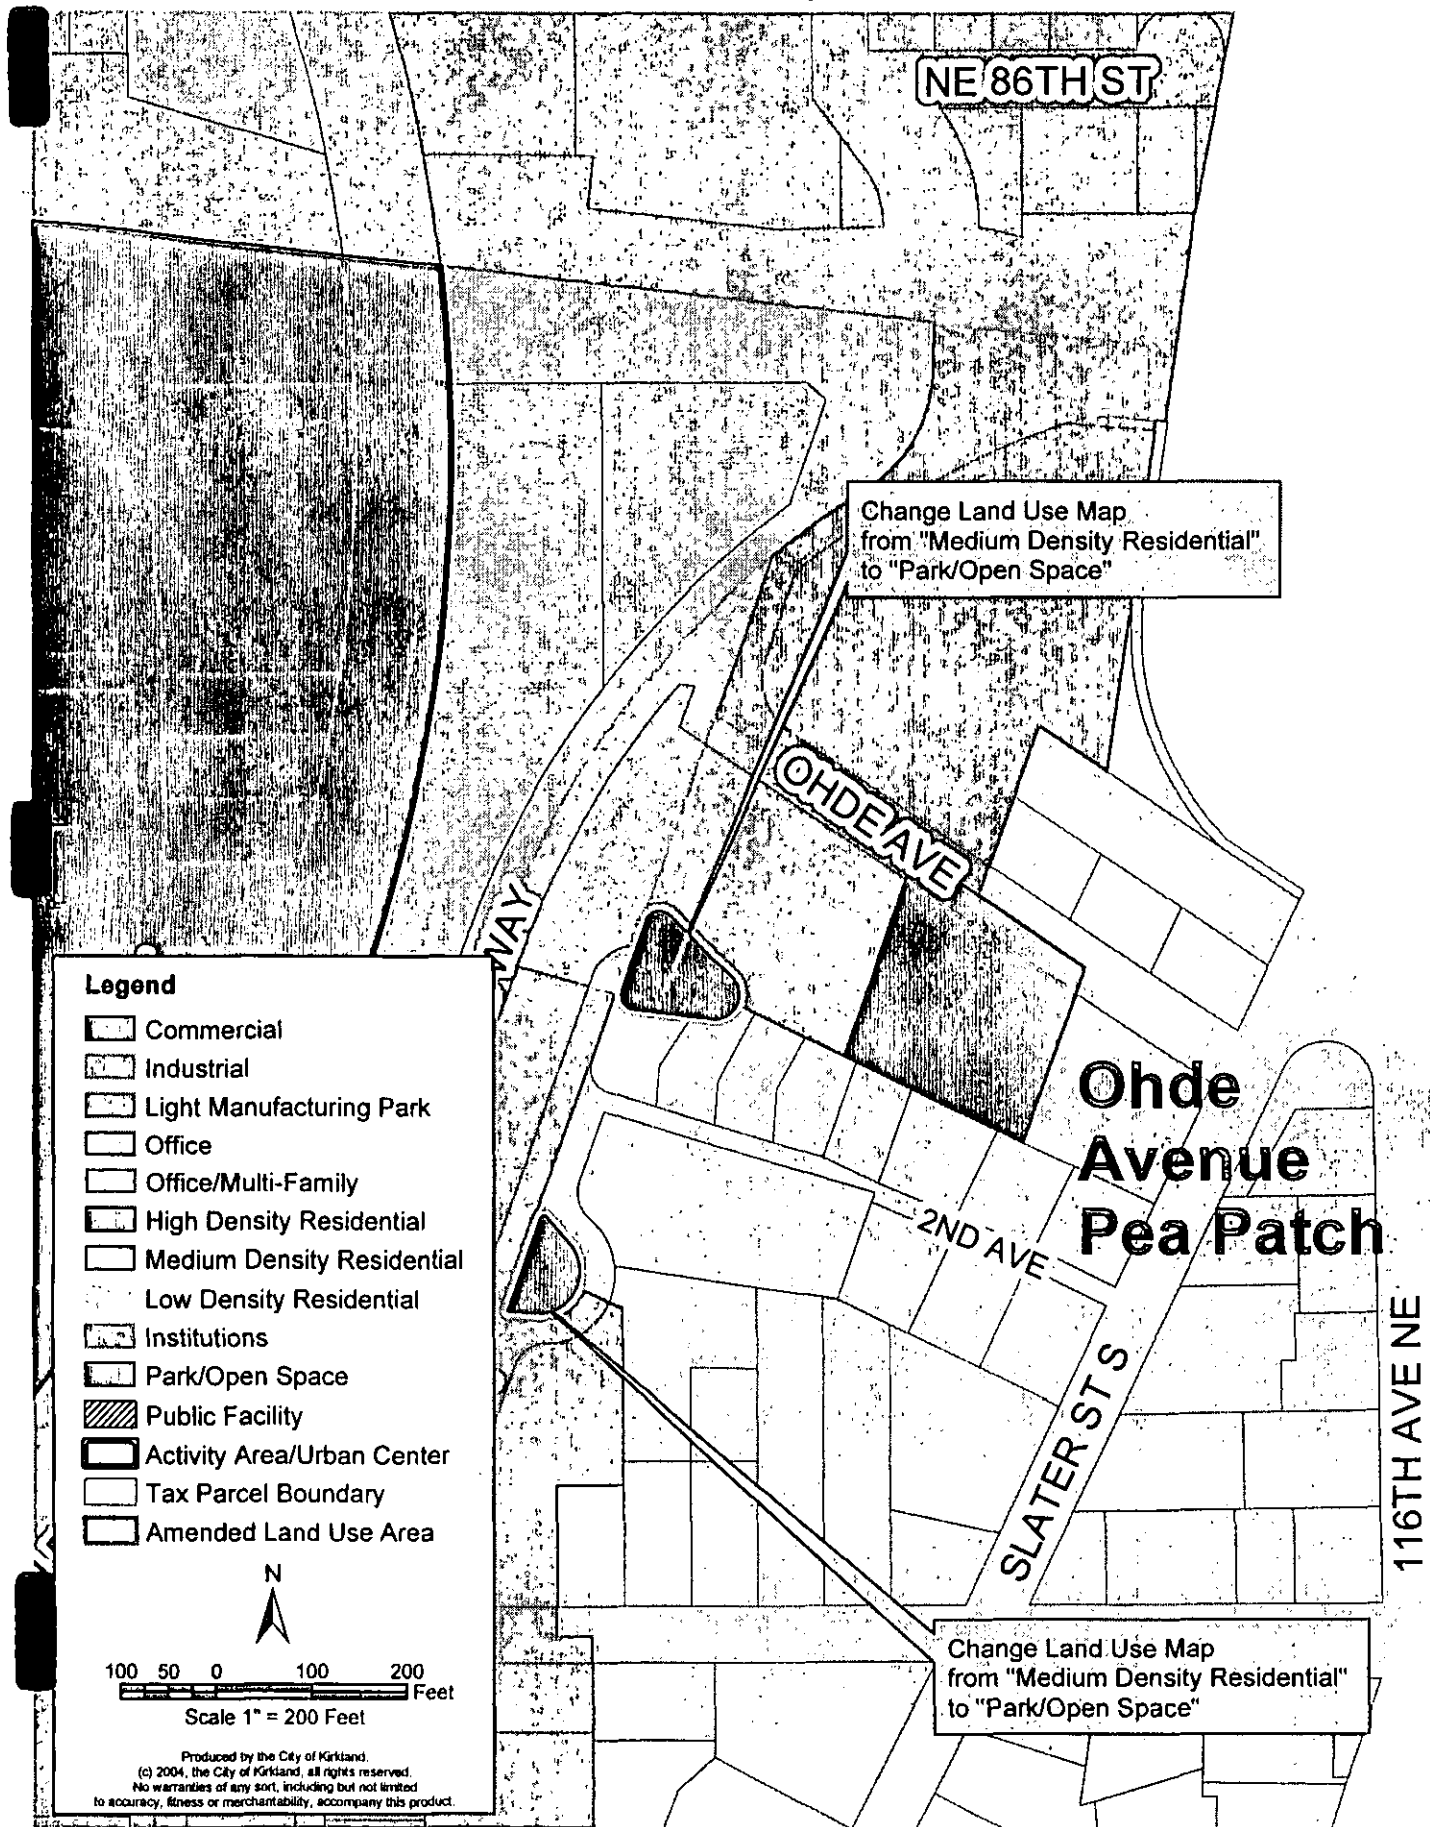 NE 86TH ST
Change Land Use Map
from "Medium Density Residential"
to "Park/Open Space"
OHDE AVE
WAY
Ohde
Avenue
Pea Patch
2ND AVE
SLATER ST S
116TH AVE NE
Legend
Commercial
Industrial
Light Manufacturing Park
Office
Office/Multi-Family
High Density Residential
Medium Density Residential
Low Density Residential
Institutions
Park/Open Space
Public Facility
Activity Area/Urban Center
Tax Parcel Boundary
Amended Land Use Area
N
100 50 0 100 200
Feet
Scale 1" = 200 Feet
Produced by the City of Kirkland.
(c) 2004, the City of Kirkland, all rights reserved.
No warranties of any sort, including but not limited
to accuracy, fitness or merchantability, accompany this product.
Change Land Use Map
from "Medium Density Residential"
to "Park/Open Space"